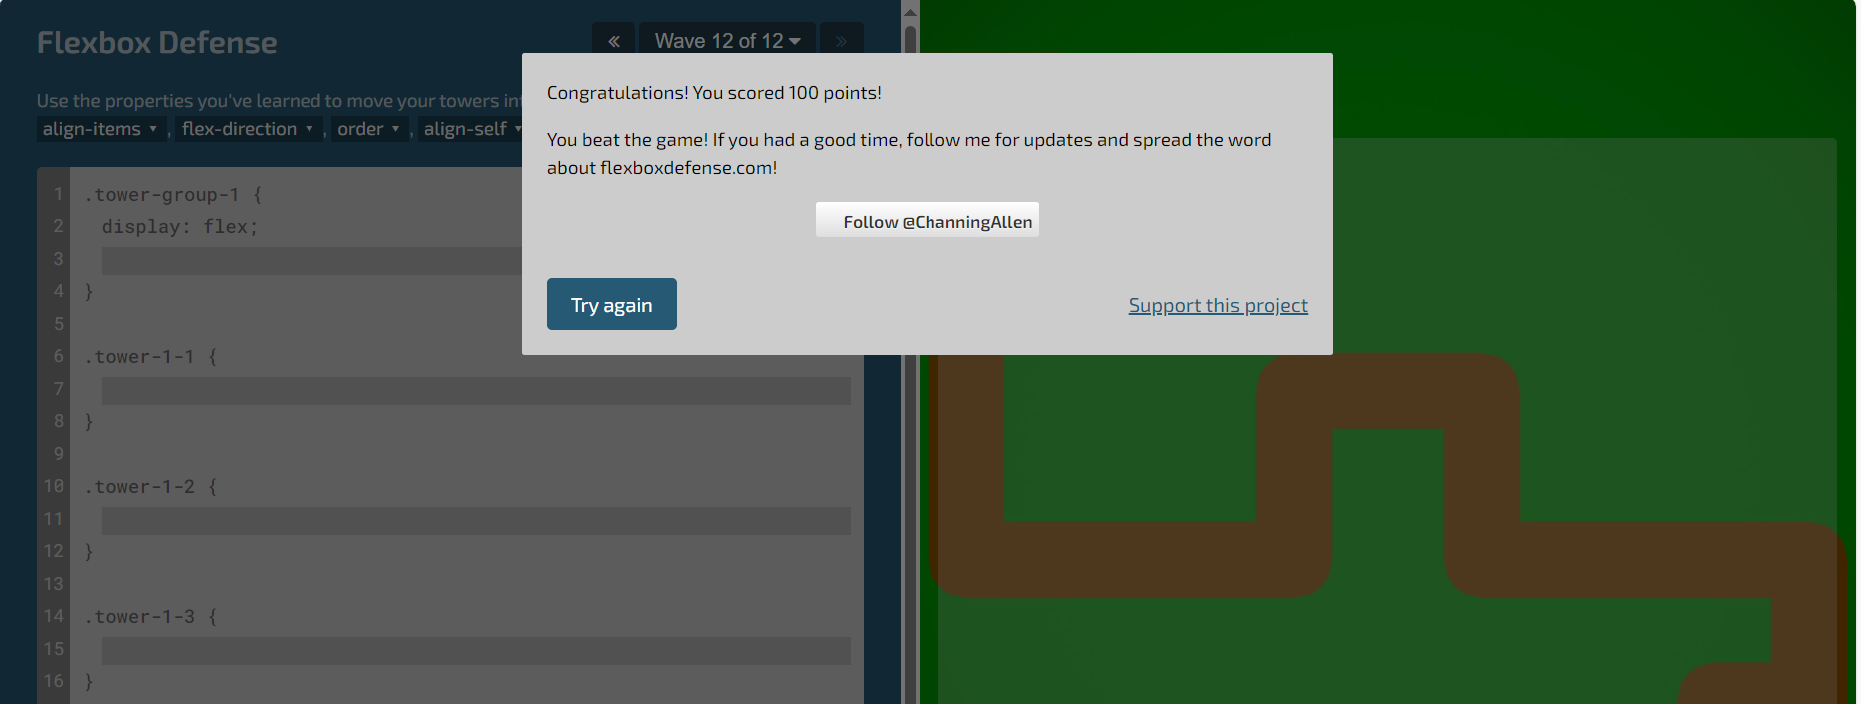 Flexbox Defense
« Wave 12 of 12 »
Use the properties you've learned to move your towers
align-items ▾, flex-direction ▾, order ▾, align-self ▾
1 .tower-group-1 {
2 display: flex;
3
4 }
5
6 .tower-1-1 {
7
8 }
9
10 .tower-1-2 {
11
12 }
13
14 .tower-1-3 {
15
16 }
Congratulations! You scored 100 points!
You beat the game! If you had a good time, follow me for updates and spread the word
about flexboxdefense.com!
Follow @ChanningAllen
Try again
Support this project